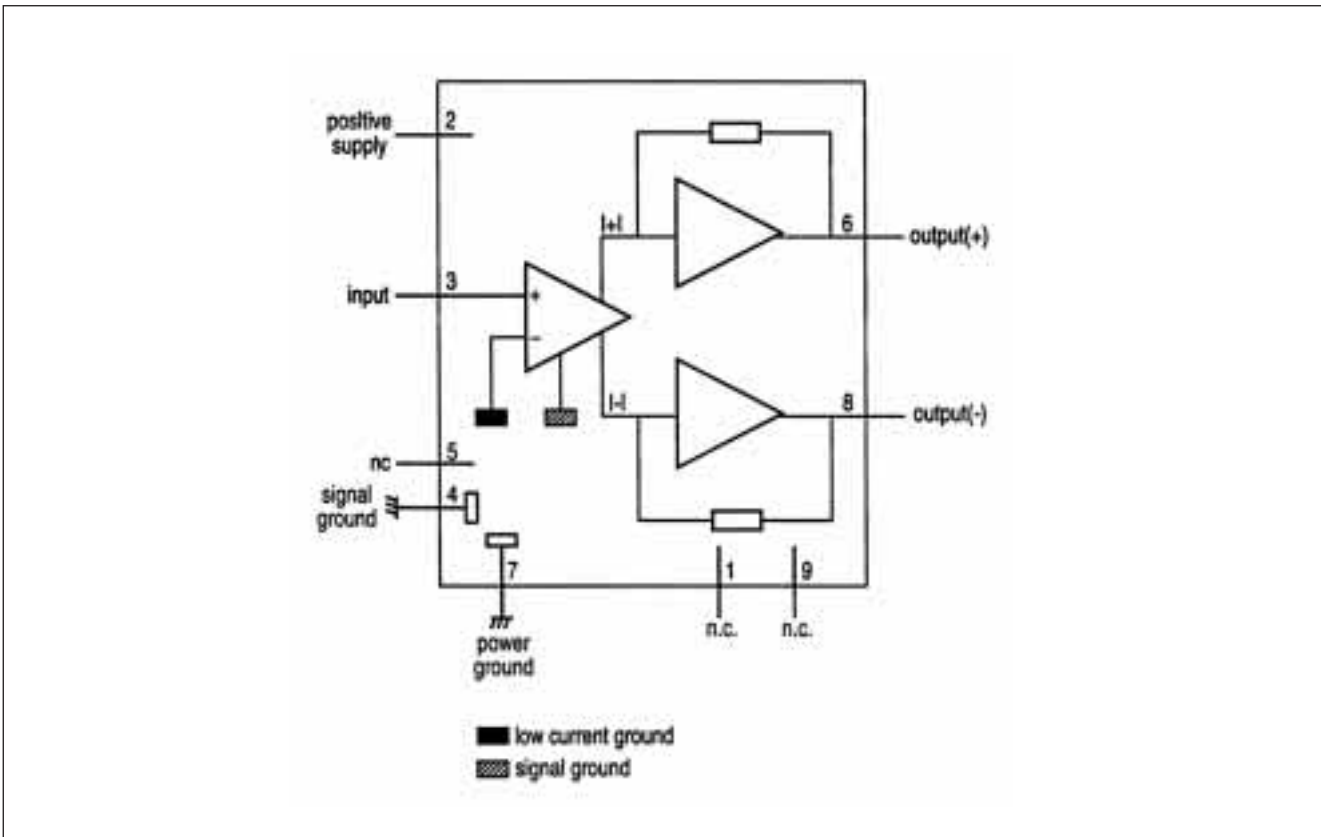 positive
supply
2
input
3
+
−
I+I
6
output(+)
I-I
8
output(-)
nc
5
signal
ground
4
7
power
ground
1
n.c.
9
n.c.
low current ground
signal ground